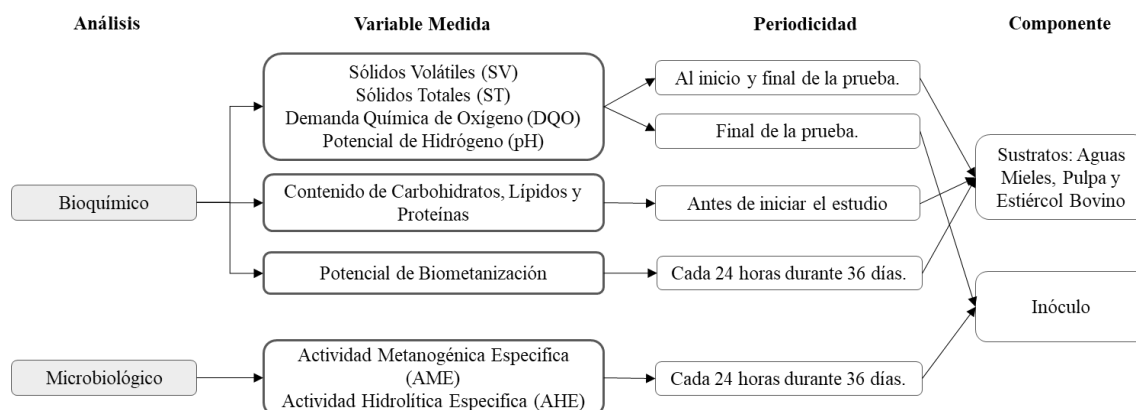 Análisis
Variable Medida
Periodicidad
Componente
Bioquímico
Sólidos Volátiles (SV)
Sólidos Totales (ST)
Demanda Química de Oxígeno (DQO)
Potencial de Hidrógeno (pH)
Al inicio y final de la prueba.
Final de la prueba.
Contenido de Carbohidratos, Lípidos y
Proteínas
Antes de iniciar el estudio
Potencial de Biometanización
Cada 24 horas durante 36 días.
Sustratos: Aguas
Mieles, Pulpa y
Estiércol Bovino
Inóculo
Microbiológico
Actividad Metanogénica Especifica
(AME)
Actividad Hidrolítica Especifica (AHE)
Cada 24 horas durante 36 días.